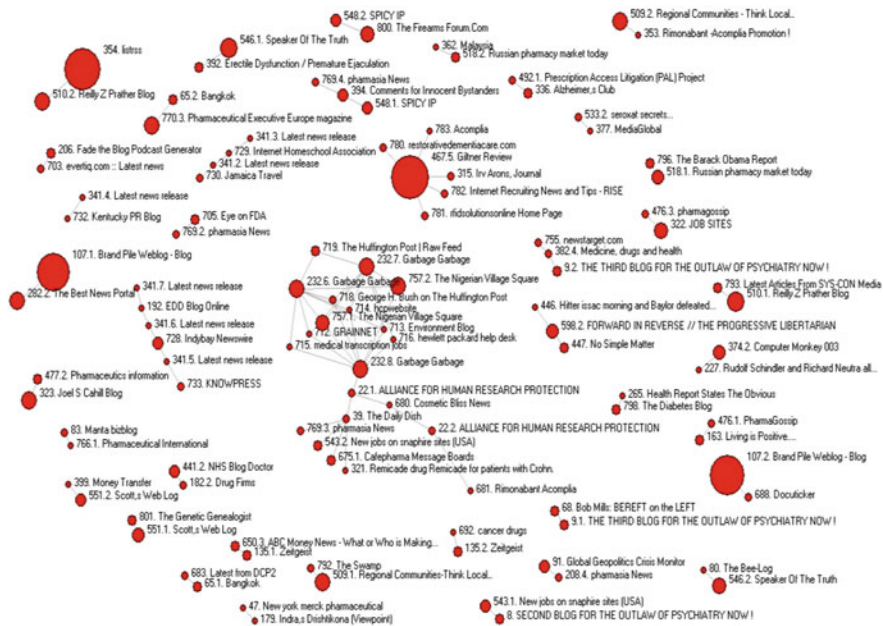 548.2. SPICY IP
509.2. Regional Communities - Think Local..
800. The Firearms Forum.Com
546.1. Speaker Of The Truth
353. Rimonabant -Acomplia Promotion !
354. listrss
362. Malaysia
518.2. Russian pharmacy market today
392. Erectile Dysfunction / Premature Ejaculation
769.4. pharmasia News
492.1. Prescription Access Litigation (PAL) Project
394. Comments for Innocent Bystanders
336. Alzheimer,s Club
510.2. Reilly Z Prather Blog
65.2. Bangkok
548.1. SPICY IP
533.2. seroxat secrets...
770.3. Pharmaceutical Executive Europe magazine
783. Acomplia
377. MediaGlobal
341.3. Latest news release
780. restorativedementiacare.com
206. Fade the Blog Podcast Generator
729. Internet Homeschool Association
467.5. Giltner Review
796. The Barack Obama Report
703. evertiq.com :: Latest news
341.2. Latest news release
730. Jamaica Travel
315. Irv Arons, Journal
518.1. Russian pharmacy market today
782. Internet Recruiting News and Tips - RISE
341.4. Latest news release
732. Kentucky PR Blog
705. Eye on FDA
781. rfidsolutionsonline Home Page
476.3. pharmagossip
769.2. pharmasia News
322. JOB SITES
719. The Huffington Post | Raw Feed
755. newstarget.com
232.7. Garbage Garbage
382.4. Medicine, drugs and health
107.1. Brand Pile Weblog - Blog
9.2. THE THIRD BLOG FOR THE OUTLAW OF PSYCHIATRY NOW !
232.6. Garbage Garbage
757.2. The Nigerian Village Square
793. Latest Articles From SYS-CON Media
282.2. The Best News Portal
341.7. Latest news release
718. George H. Bush on The Huffington Post
510.1. Reilly Z Prather Blog
192. EDD Blog Online
714. hcpwebsite
446. Hitter issac morning and Baylor defeated...
757.1. The Nigerian Village Square
341.6. Latest news release
712. GRAINNET
713. Environment Blog
598.2. FORWARD IN REVERSE // THE PROGRESSIVE LIBERTARIAN
728. Indybay Newswire
715. medical transcription jobs
716. hewlett packard help desk
447. No Simple Matter
374.2. Computer Monkey 003
341.5. Latest news release
232.8. Garbage Garbage
227. Rudolf Schindler and Richard Neutra all...
477.2. Pharmaceutics information
733. KNOWPRESS
22.1. ALLIANCE FOR HUMAN RESEARCH PROTECTION
323. Joel S Cahill Blog
680. Cosmetic Bliss News
265. Health Report States The Obvious
798. The Diabetes Blog
39. The Daily Dish
476.1. PharmaGossip
83. Manta bizblog
769.3. pharmasia News
22.2. ALLIANCE FOR HUMAN RESEARCH PROTECTION
163. Living is Positive....
766.1. Pharmaceutical International
543.2. New jobs on snaphire sites (USA)
675.1. Cafepharma Message Boards
107.2. Brand Pile Weblog - Blog
441.2. NHS Blog Doctor
321. Remicade drug Remicade for patients with Crohn.
399. Money Transfer
182.2. Drug Firms
681. Rimonabant Acomplia
688. Docuticker
551.2. Scott,s Web Log
68. Bob Mills: BEREFT on the LEFT
801. The Genetic Genealogist
9.1. THE THIRD BLOG FOR THE OUTLAW OF PSYCHIATRY NOW !
551.1. Scott,s Web Log
692. cancer drugs
650.3. ABC Money News - What or Who is Making...
135.1. Zeitgeist
135.2. Zeitgeist
91. Global Geopolitics Crisis Monitor
80. The Bee-Log
792. The Swamp
683. Latest from DCP2
208.4. pharmasia News
65.1. Bangkok
509.1. Regional Communities-Think Local..
546.2. Speaker Of The Truth
47. New york merck pharmaceutical
543.1. New jobs on snaphire sites (USA)
179. Indra,s Drishtikona (Viewpoint)
8. SECOND BLOG FOR THE OUTLAW OF PSYCHIATRY NOW !